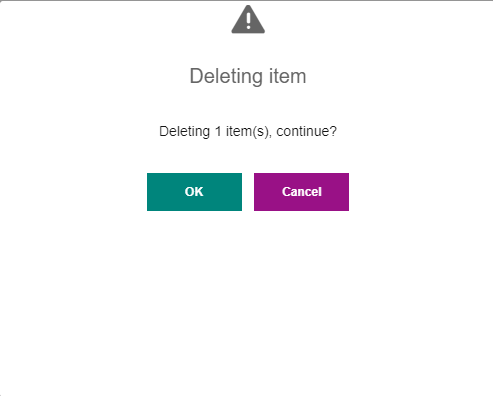 Deleting item
Deleting 1 item(s), continue?
OK
Cancel